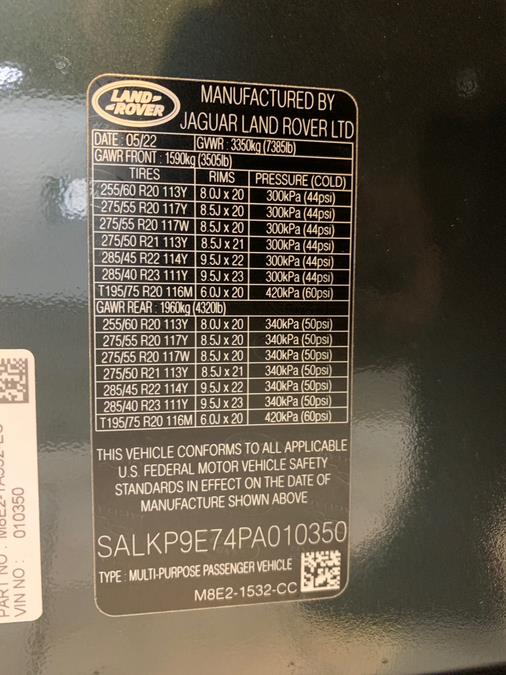 LAND ROVER
MANUFACTURED BY
JAGUAR LAND ROVER LTD
DATE : 05/22 GVWR : 3350kg (7385lb)
GAWR FRONT : 1590kg (3505lb)
TIRES RIMS PRESSURE (COLD)
255/60 R20 113Y 8.0J x 20 300kPa (44psi)
275/55 R20 117Y 8.5J x 20 300kPa (44psi)
275/55 R20 117W 8.5J x 20 300kPa (44psi)
275/50 R21 113Y 8.5J x 21 300kPa (44psi)
285/45 R22 114Y 9.5J x 22 300kPa (44psi)
285/40 R23 111Y 9.5J x 23 300kPa (44psi)
T195/75 R20 116M 6.0J x 20 420kPa (60psi)
GAWR REAR : 1960kg (4320lb)
255/60 R20 113Y 8.0J x 20 340kPa (50psi)
275/55 R20 117Y 8.5J x 20 340kPa (50psi)
275/55 R20 117W 8.5J x 20 340kPa (50psi)
275/50 R21 113Y 8.5J x 21 340kPa (50psi)
285/45 R22 114Y 9.5J x 22 340kPa (50psi)
285/40 R23 111Y 9.5J x 23 340kPa (50psi)
T195/75 R20 116M 6.0J x 20 420kPa (60psi)
THIS VEHICLE CONFORMS TO ALL APPLICABLE
U.S. FEDERAL MOTOR VEHICLE SAFETY
STANDARDS IN EFFECT ON THE DATE OF
MANUFACTURE SHOWN ABOVE
SALKP9E74PA010350
TYPE : MULTI-PURPOSE PASSENGER VEHICLE
M8E2-1532-CC
PART NO :
VIN NO : 010350